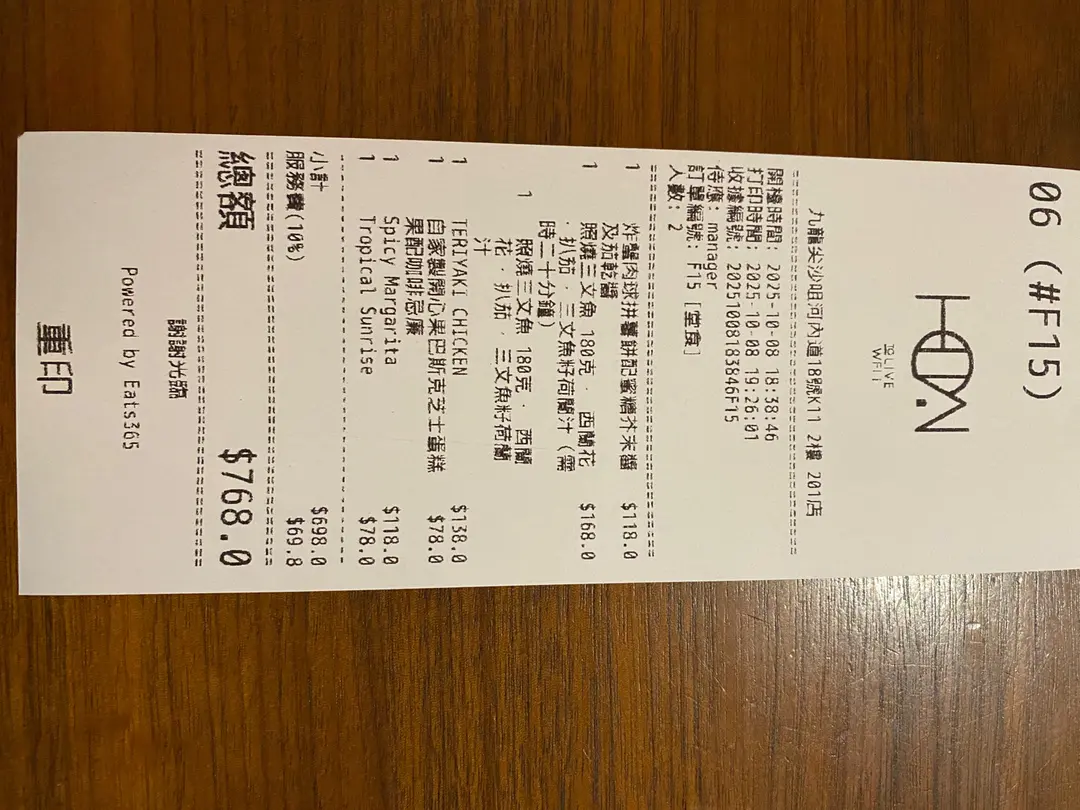 06 (#F15)
LIVE
WFIT
九龍尖沙咀河內道18號K11 2樓 201店
開檯時間: 2025-10-08 18:38:46
打印時間: 2025-10-08 19:26:01
收據編號: 20251008183846F15
侍應: manager
訂單編號: F15 [堂食]
人數: 2
1 炸蟹肉球拼薯餅配蜜糖芥末醬 $118.0
及茄乾醬
1 照燒三文魚 180克 . 西蘭花 $168.0
. 扒茄 . 三文魚籽荷蘭汁 (需
時二十分鐘)
1 照燒三文魚 180克 . 西蘭
花 . 扒茄 . 三文魚籽荷蘭
汁
1 TERIYAKI CHICKEN $138.0
1 自家製開心果巴斯克芝士蛋糕 $78.0
果配咖啡忌廉
1 Spicy Margarita $118.0
1 Tropical Sunrise $78.0
小計 $698.0
服務費(10%) $69.8
總額 $768.0
謝謝光臨
Powered by Eats365
重印